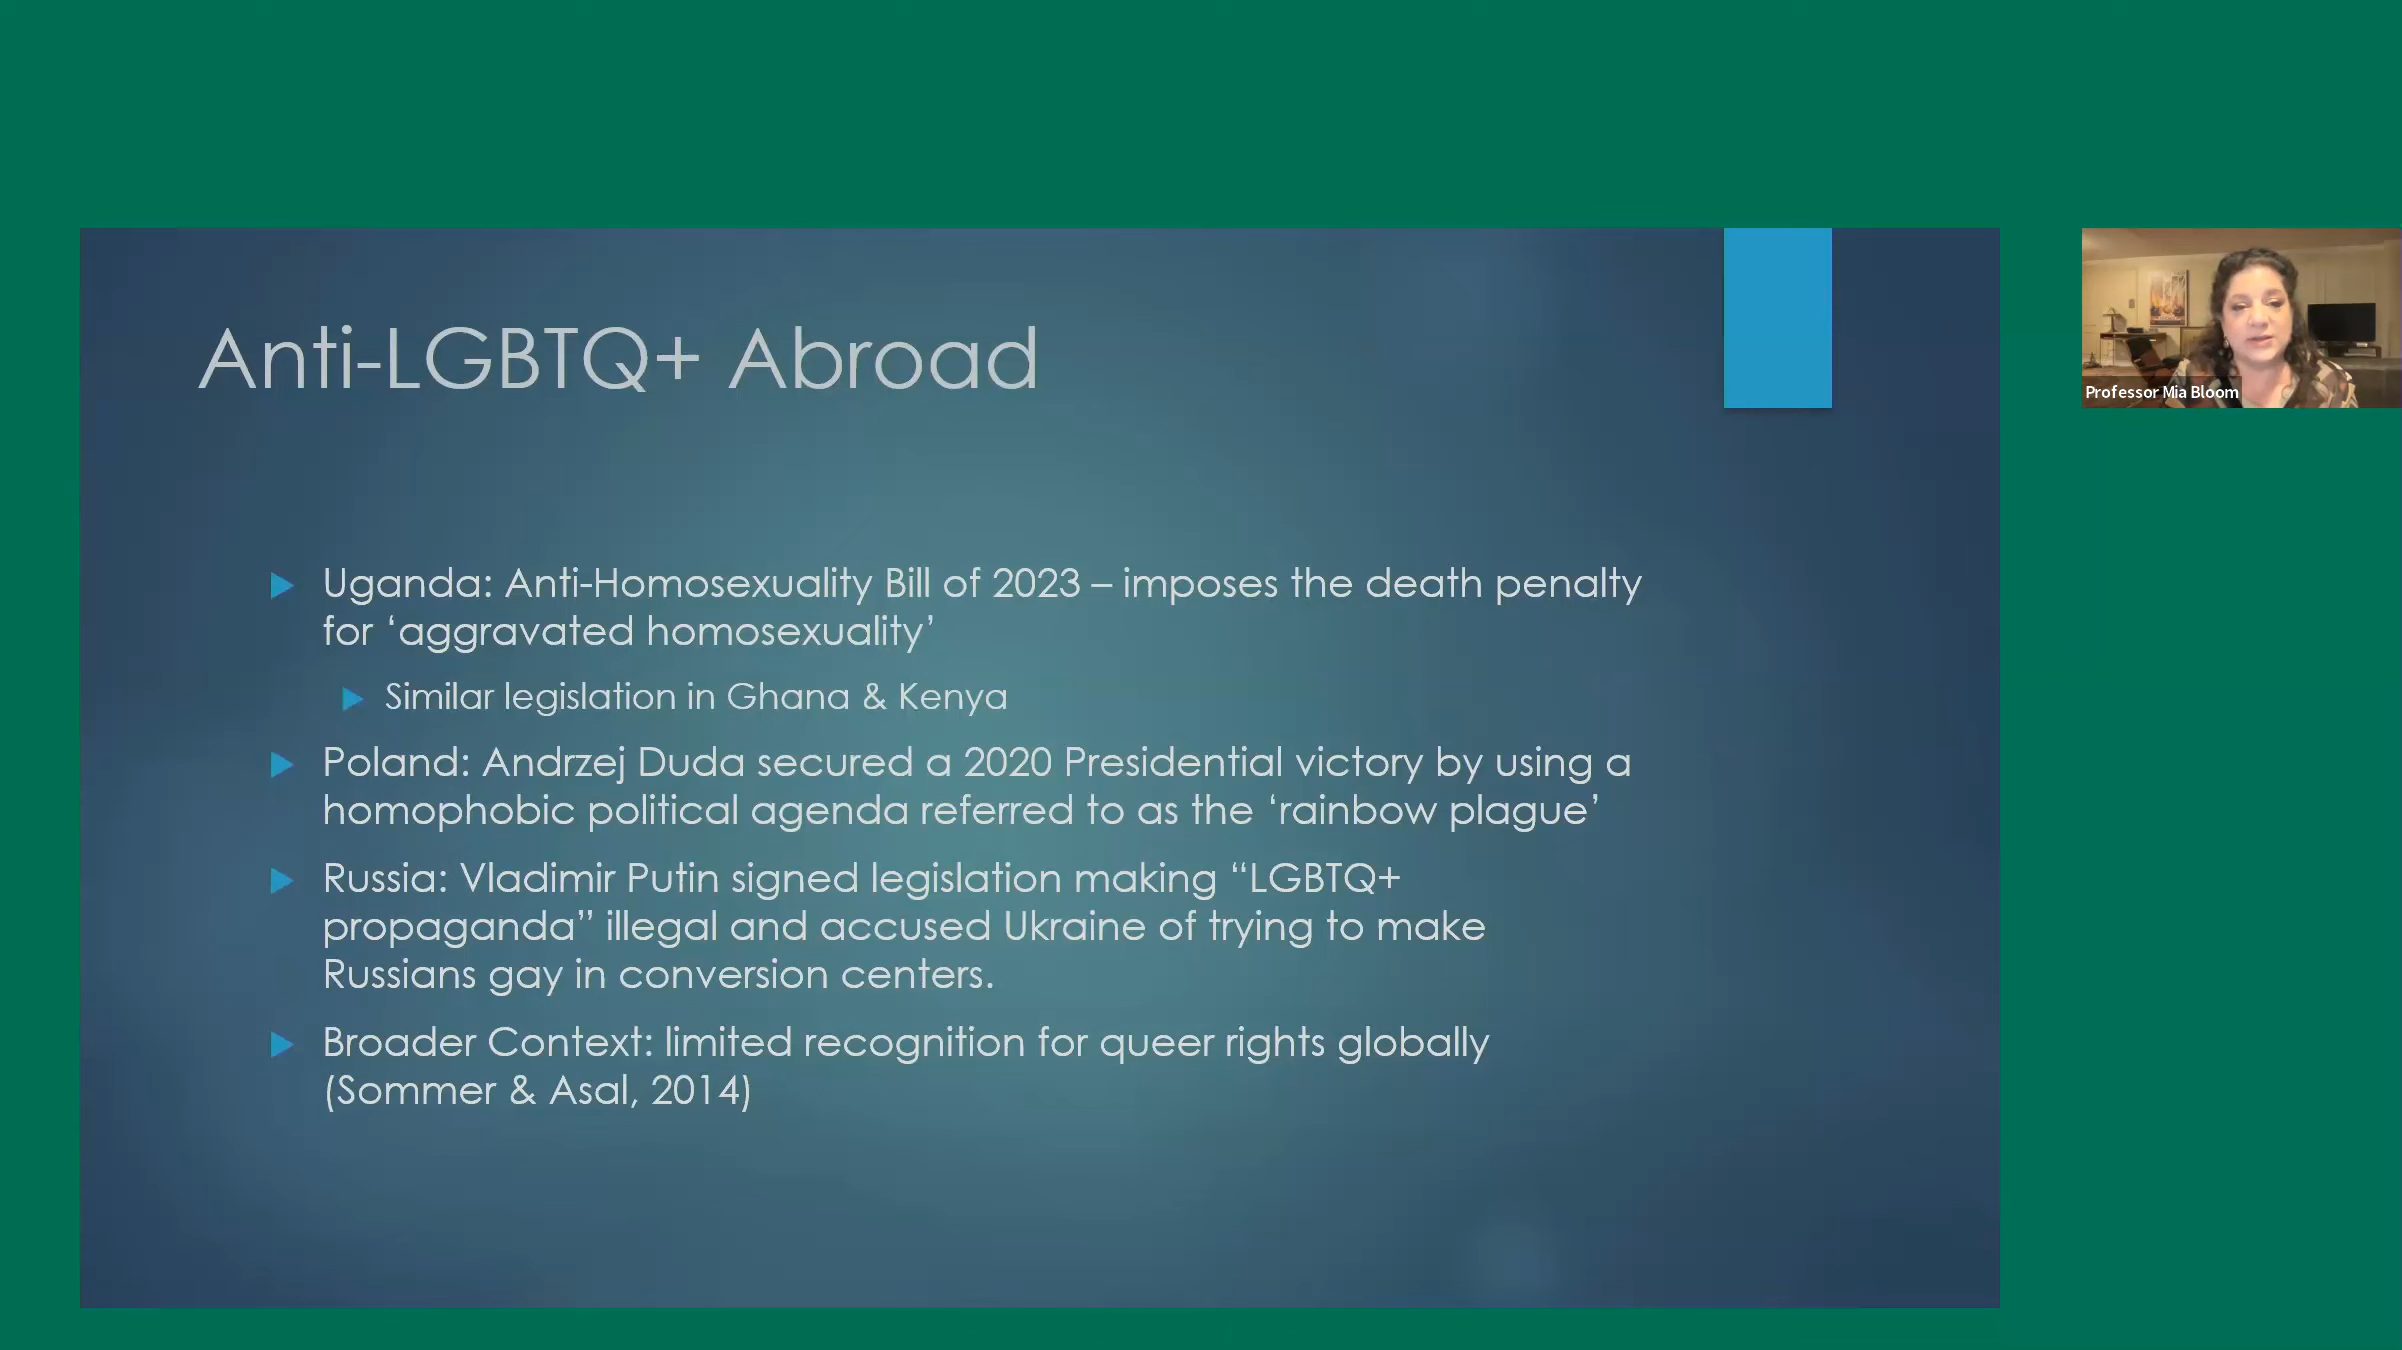 Anti-LGBTQ+ Abroad
Uganda: Anti-Homosexuality Bill of 2023 – imposes the death penalty
for ‘aggravated homosexuality’
Similar legislation in Ghana & Kenya
Poland: Andrzej Duda secured a 2020 Presidential victory by using a
homophobic political agenda referred to as the ‘rainbow plague’
Russia: Vladimir Putin signed legislation making “LGBTQ+
propaganda” illegal and accused Ukraine of trying to make
Russians gay in conversion centers.
Broader Context: limited recognition for queer rights globally
(Sommer & Asal, 2014)
Professor Mia Bloom